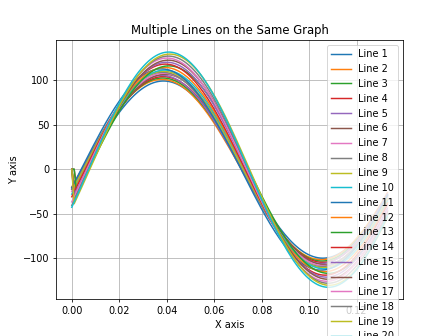 Multiple Lines on the Same Graph
Y axis
100
50
0
−50
−100
0.00
0.02
0.04
0.06
0.08
0.10
X axis
Line 1
Line 2
Line 3
Line 4
Line 5
Line 6
Line 7
Line 8
Line 9
Line 10
Line 11
Line 12
Line 13
Line 14
Line 15
Line 16
Line 17
Line 18
Line 19
Line 20